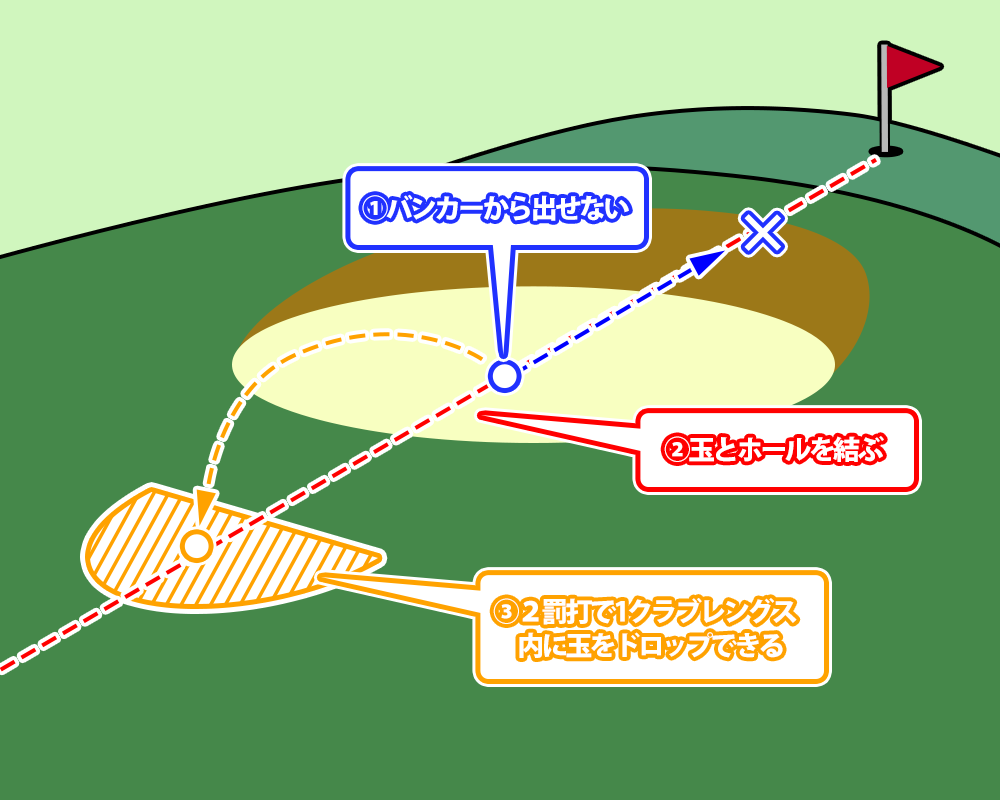 ①バンカーから出せない
②玉とホールを結ぶ
③２罰打で1クラブレングス
内に玉をドロップできる